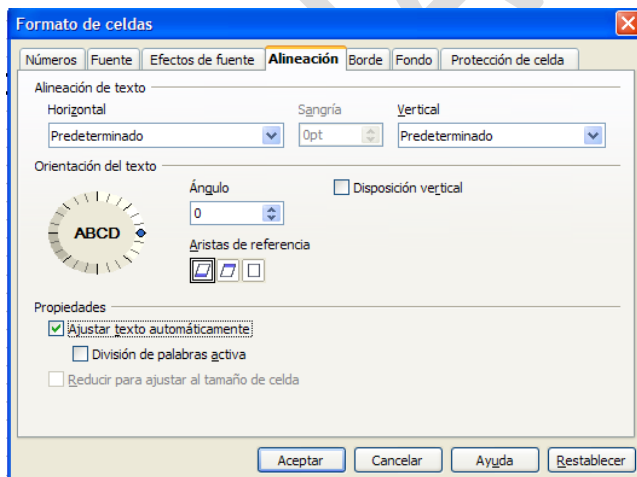 Formato de celdas
Números Fuente Efectos de fuente Alineación Borde Fondo Protección de celda
Alineación de texto
Horizontal Sangría Vertical
Predeterminado 0pt Predeterminado
Orientación del texto
Ángulo Disposición vertical
0
ABCD
Aristas de referencia
Propiedades
Ajustar texto automáticamente
División de palabras activa
Reducir para ajustar al tamaño de celda
Aceptar Cancelar Ayuda Restablecer